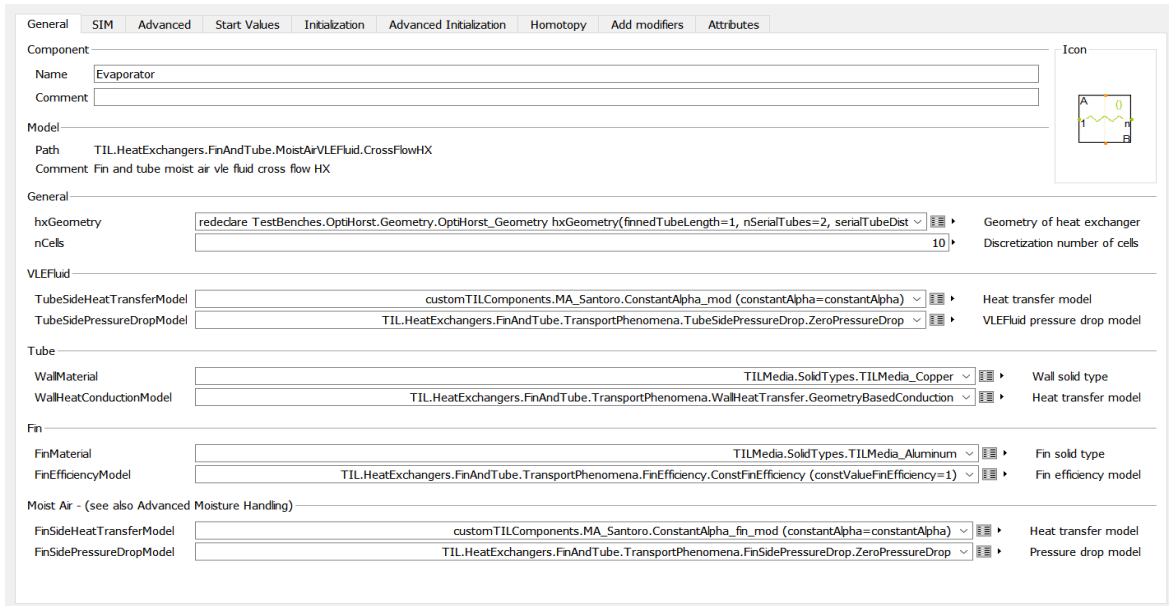 General SIM Advanced Start Values Initialization Advanced Initialization Homotopy Add modifiers Attributes
Component
Icon
Name Evaporator
Comment
A ()
1 n
B
Model
Path TIL.HeatExchangers.FinAndTube.MoistAirVLEFluid.CrossFlowHX
Comment Fin and tube moist air vle fluid cross flow HX
General
hxGeometry redeclare TestBenches.OptiHorst.Geometry.OptiHorst_Geometry hxGeometry(finnedTubeLength=1, nSerialTubes=2, serialTubeDist Geometry of heat exchanger
nCells 10 Discretization number of cells
VLEFluid
TubeSideHeatTransferModel customTILComponents.MA_Santoro.ConstantAlpha_mod (constantAlpha=constantAlpha) Heat transfer model
TubeSidePressureDropModel TIL.HeatExchangers.FinAndTube.TransportPhenomena.TubeSidePressureDrop.ZeroPressureDrop VLEFluid pressure drop model
Tube
WallMaterial TILMedia.SolidTypes.TILMedia_Copper Wall solid type
WallHeatConductionModel TIL.HeatExchangers.FinAndTube.TransportPhenomena.WallHeatTransfer.GeometryBasedConduction Heat transfer model
Fin
FinMaterial TILMedia.SolidTypes.TILMedia_Aluminum Fin solid type
FinEfficiencyModel TIL.HeatExchangers.FinAndTube.TransportPhenomena.FinEfficiency.ConstFinEfficiency (constValueFinEfficiency=1) Fin efficiency model
Moist Air - (see also Advanced Moisture Handling)
FinSideHeatTransferModel customTILComponents.MA_Santoro.ConstantAlpha_fin_mod (constantAlpha=constantAlpha) Heat transfer model
FinSidePressureDropModel TIL.HeatExchangers.FinAndTube.TransportPhenomena.FinSidePressureDrop.ZeroPressureDrop Pressure drop model